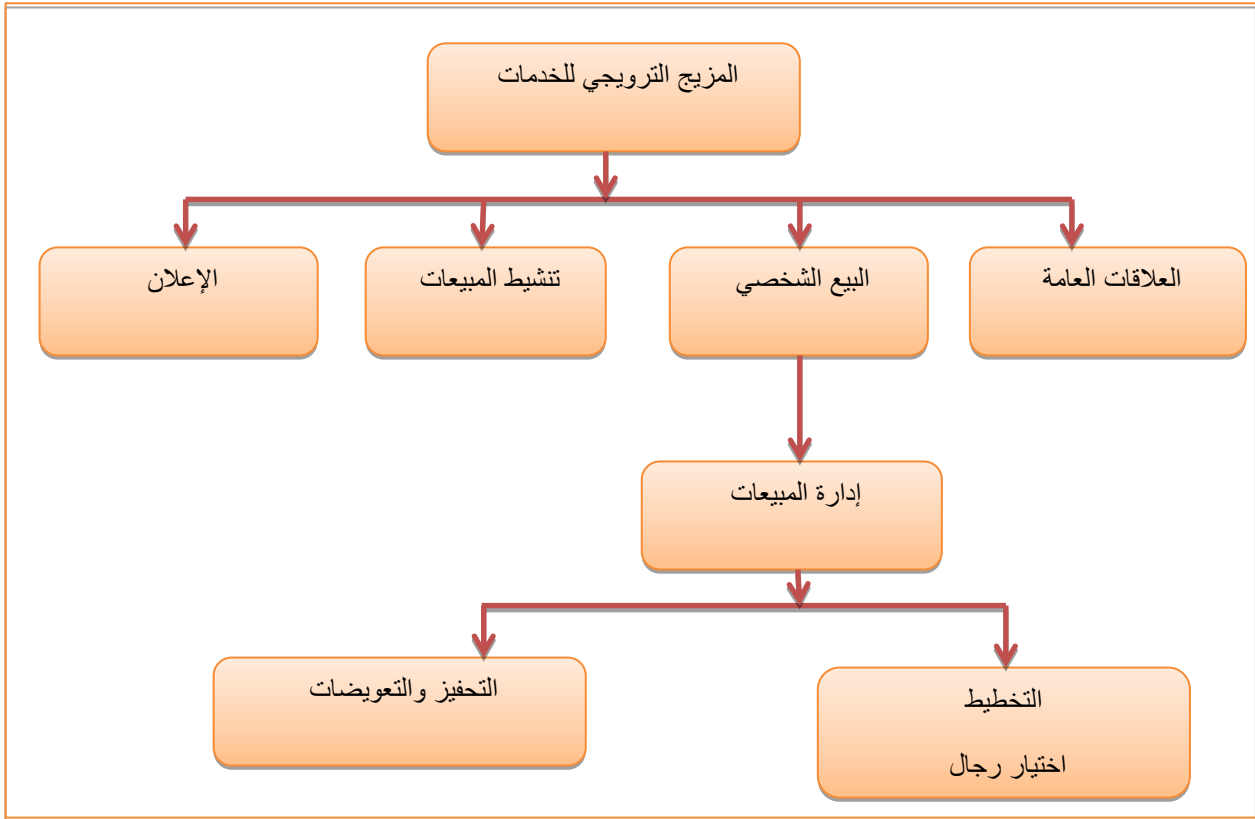 المزيج الترويجي للخدمات
العلاقات العامة
البيع الشخصي
تنشيط المبيعات
الإعلان
إدارة المبيعات
التخطيط
اختيار رجال
التحفيز والتعويضات